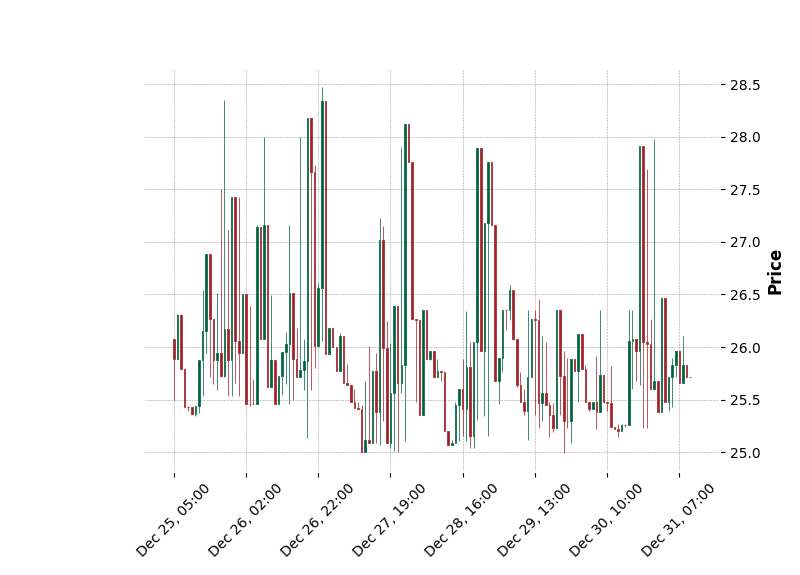 28.5
28.0
27.5
27.0
26.5
26.0
25.5
25.0
Price
Dec 25, 05:00
Dec 26, 02:00
Dec 26, 22:00
Dec 27, 19:00
Dec 28, 16:00
Dec 29, 13:00
Dec 30, 10:00
Dec 31, 07:00